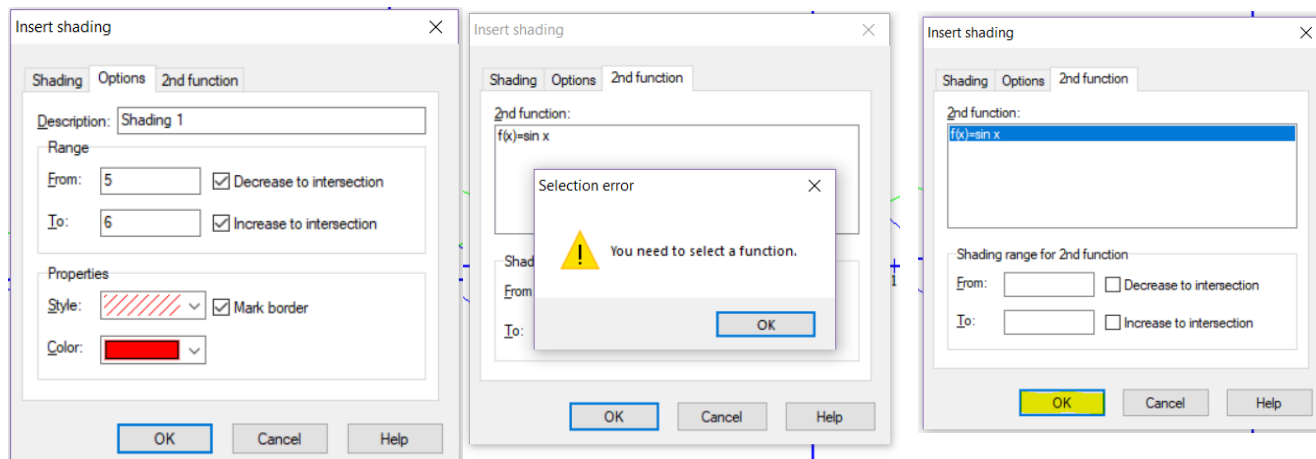 Insert shading
Shading Options 2nd function
Description: Shading 1
Range
From: 5 Decrease to intersection
To: 6 Increase to intersection
Properties
Style: Mark border
Color:
OK Cancel Help
Insert shading
Shading Options 2nd function
2nd function:
f(x)=sin x
Selection error
You need to select a function.
OK
Shad
From
To:
OK Cancel Help
1
Insert shading
Shading Options 2nd function
2nd function:
f(x)=sin x
Shading range for 2nd function
From: Decrease to intersection
To: Increase to intersection
OK Cancel Help